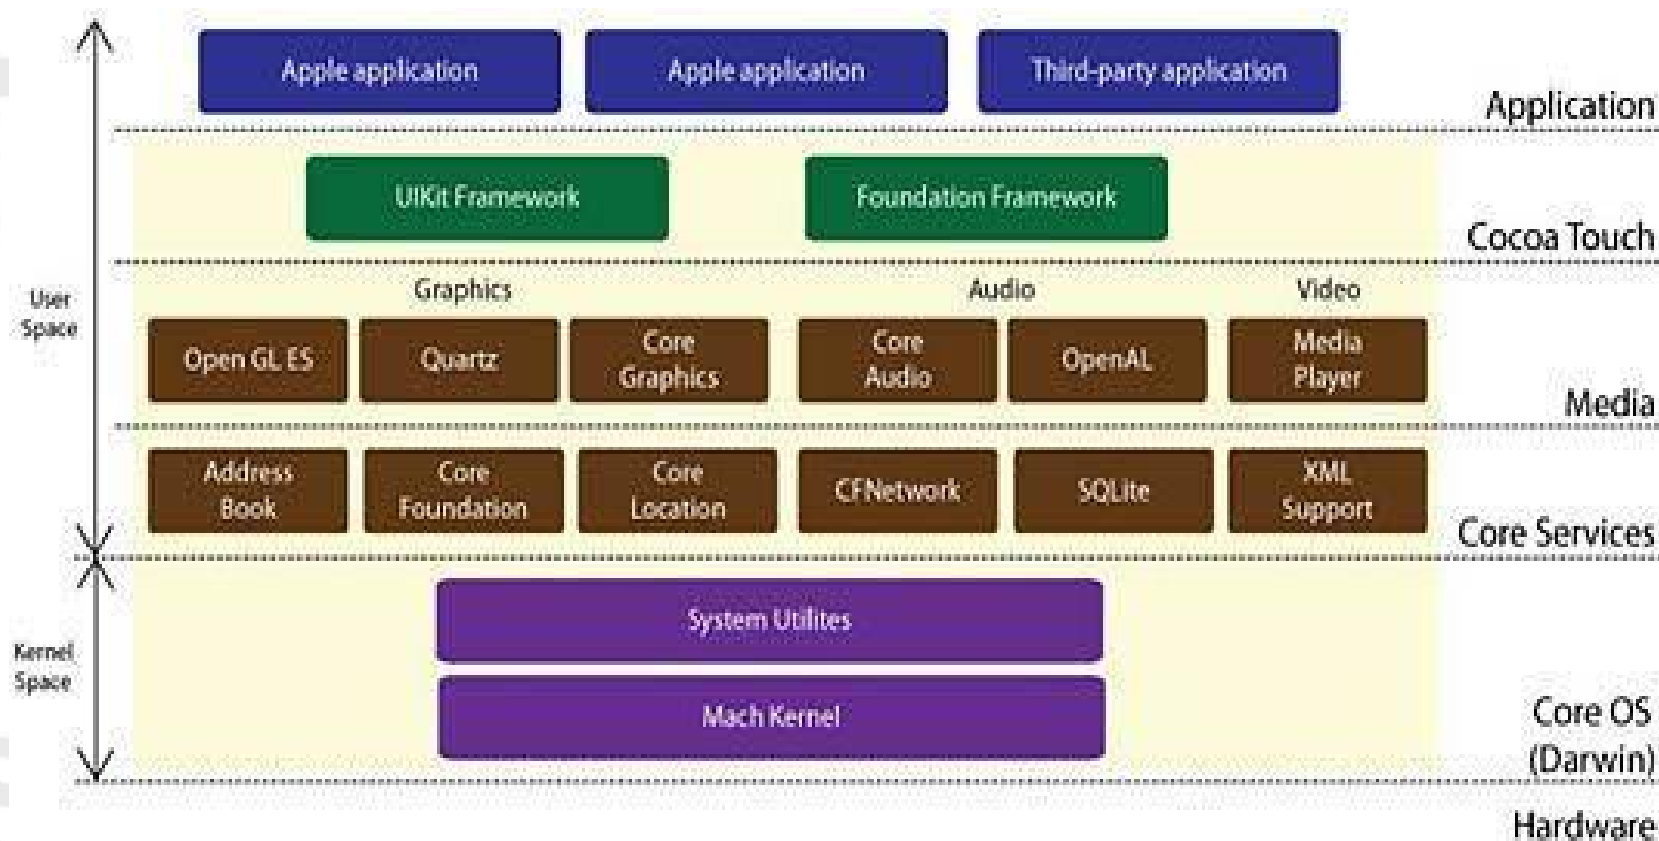 Apple application
Apple application
Third-party application
Application
UIKit Framework
Foundation Framework
Cocoa Touch
User
Space
Graphics
Audio
Video
Open GL ES
Quartz
Core
Graphics
Core
Audio
OpenAL
Media
Player
Media
Address
Book
Core
Foundation
Core
Location
CFNetwork
SQLite
XML
Support
Core Services
Kernel
Space
System Utilites
Mach Kernel
Core OS
(Darwin)
Hardware